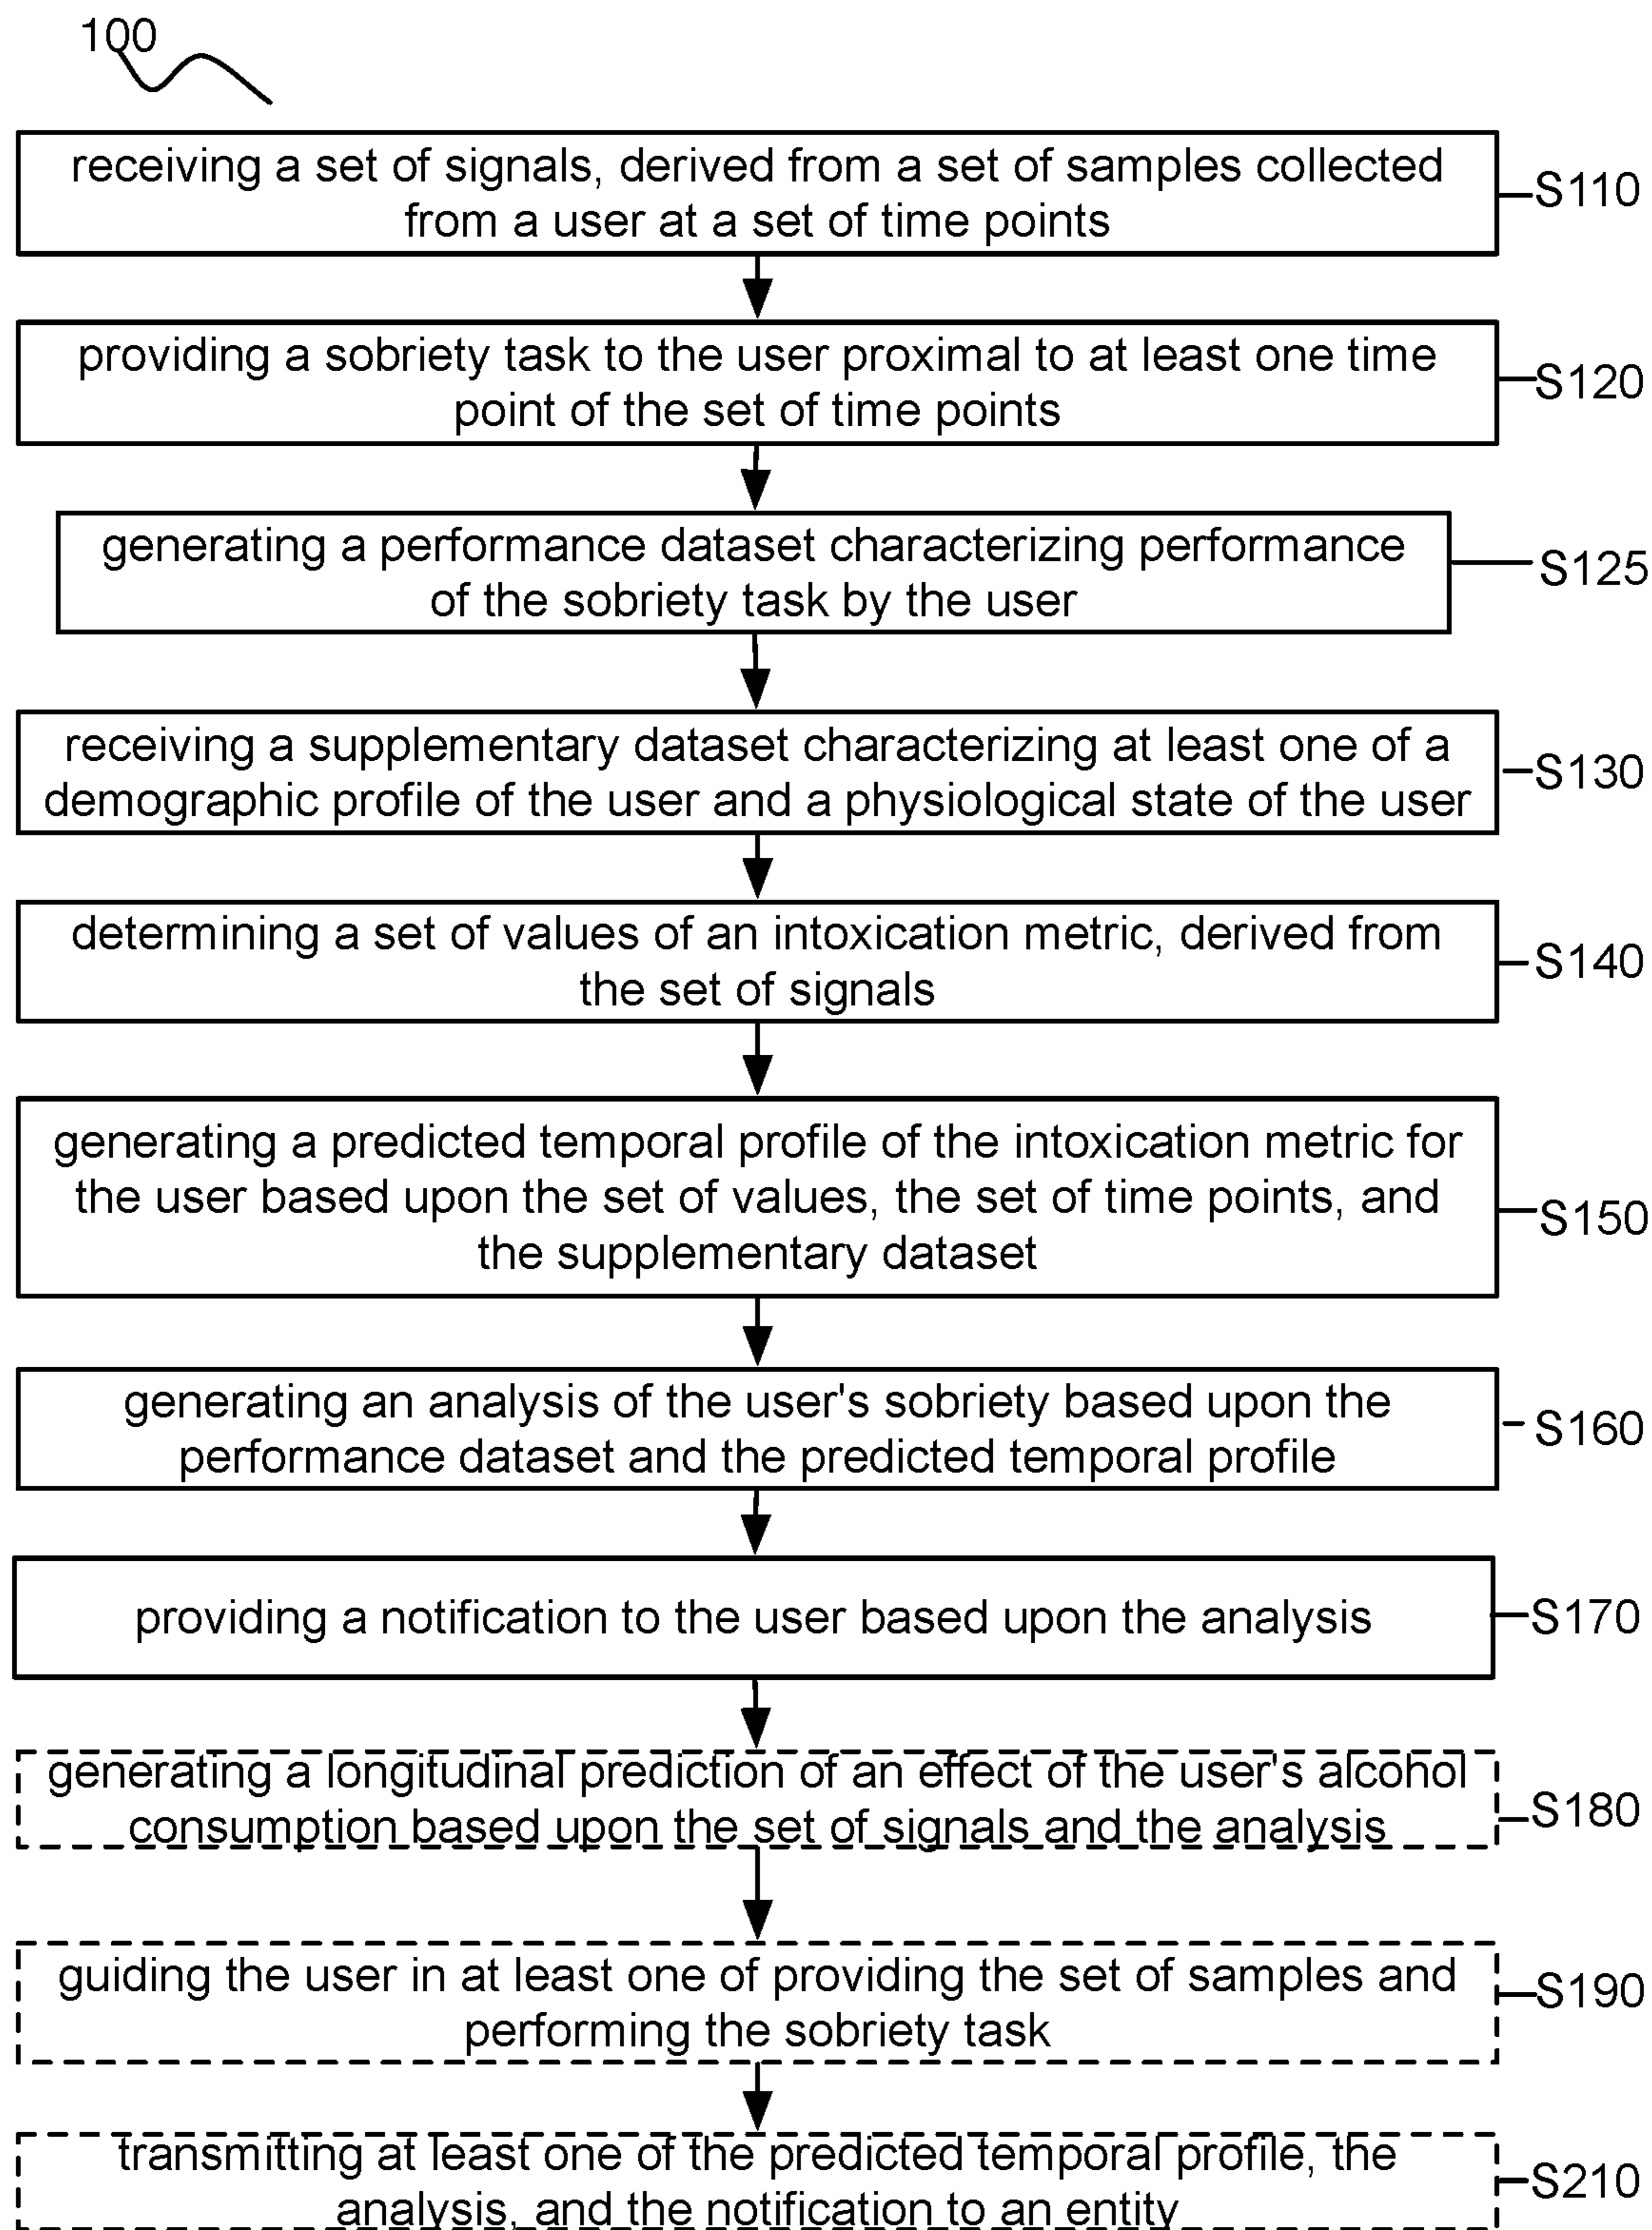 100
receiving a set of signals, derived from a set of samples collected
from a user at a set of time points
S110
providing a sobriety task to the user proximal to at least one time
point of the set of time points
S120
generating a performance dataset characterizing performance
of the sobriety task by the user
S125
receiving a supplementary dataset characterizing at least one of a
demographic profile of the user and a physiological state of the user
S130
determining a set of values of an intoxication metric, derived from
the set of signals
S140
generating a predicted temporal profile of the intoxication metric for
the user based upon the set of values, the set of time points, and
the supplementary dataset
S150
generating an analysis of the user's sobriety based upon the
performance dataset and the predicted temporal profile
S160
providing a notification to the user based upon the analysis
S170
generating a longitudinal prediction of an effect of the user's alcohol
consumption based upon the set of signals and the analysis
S180
guiding the user in at least one of providing the set of samples and
performing the sobriety task
S190
transmitting at least one of the predicted temporal profile, the
analysis, and the notification to an entity
S210